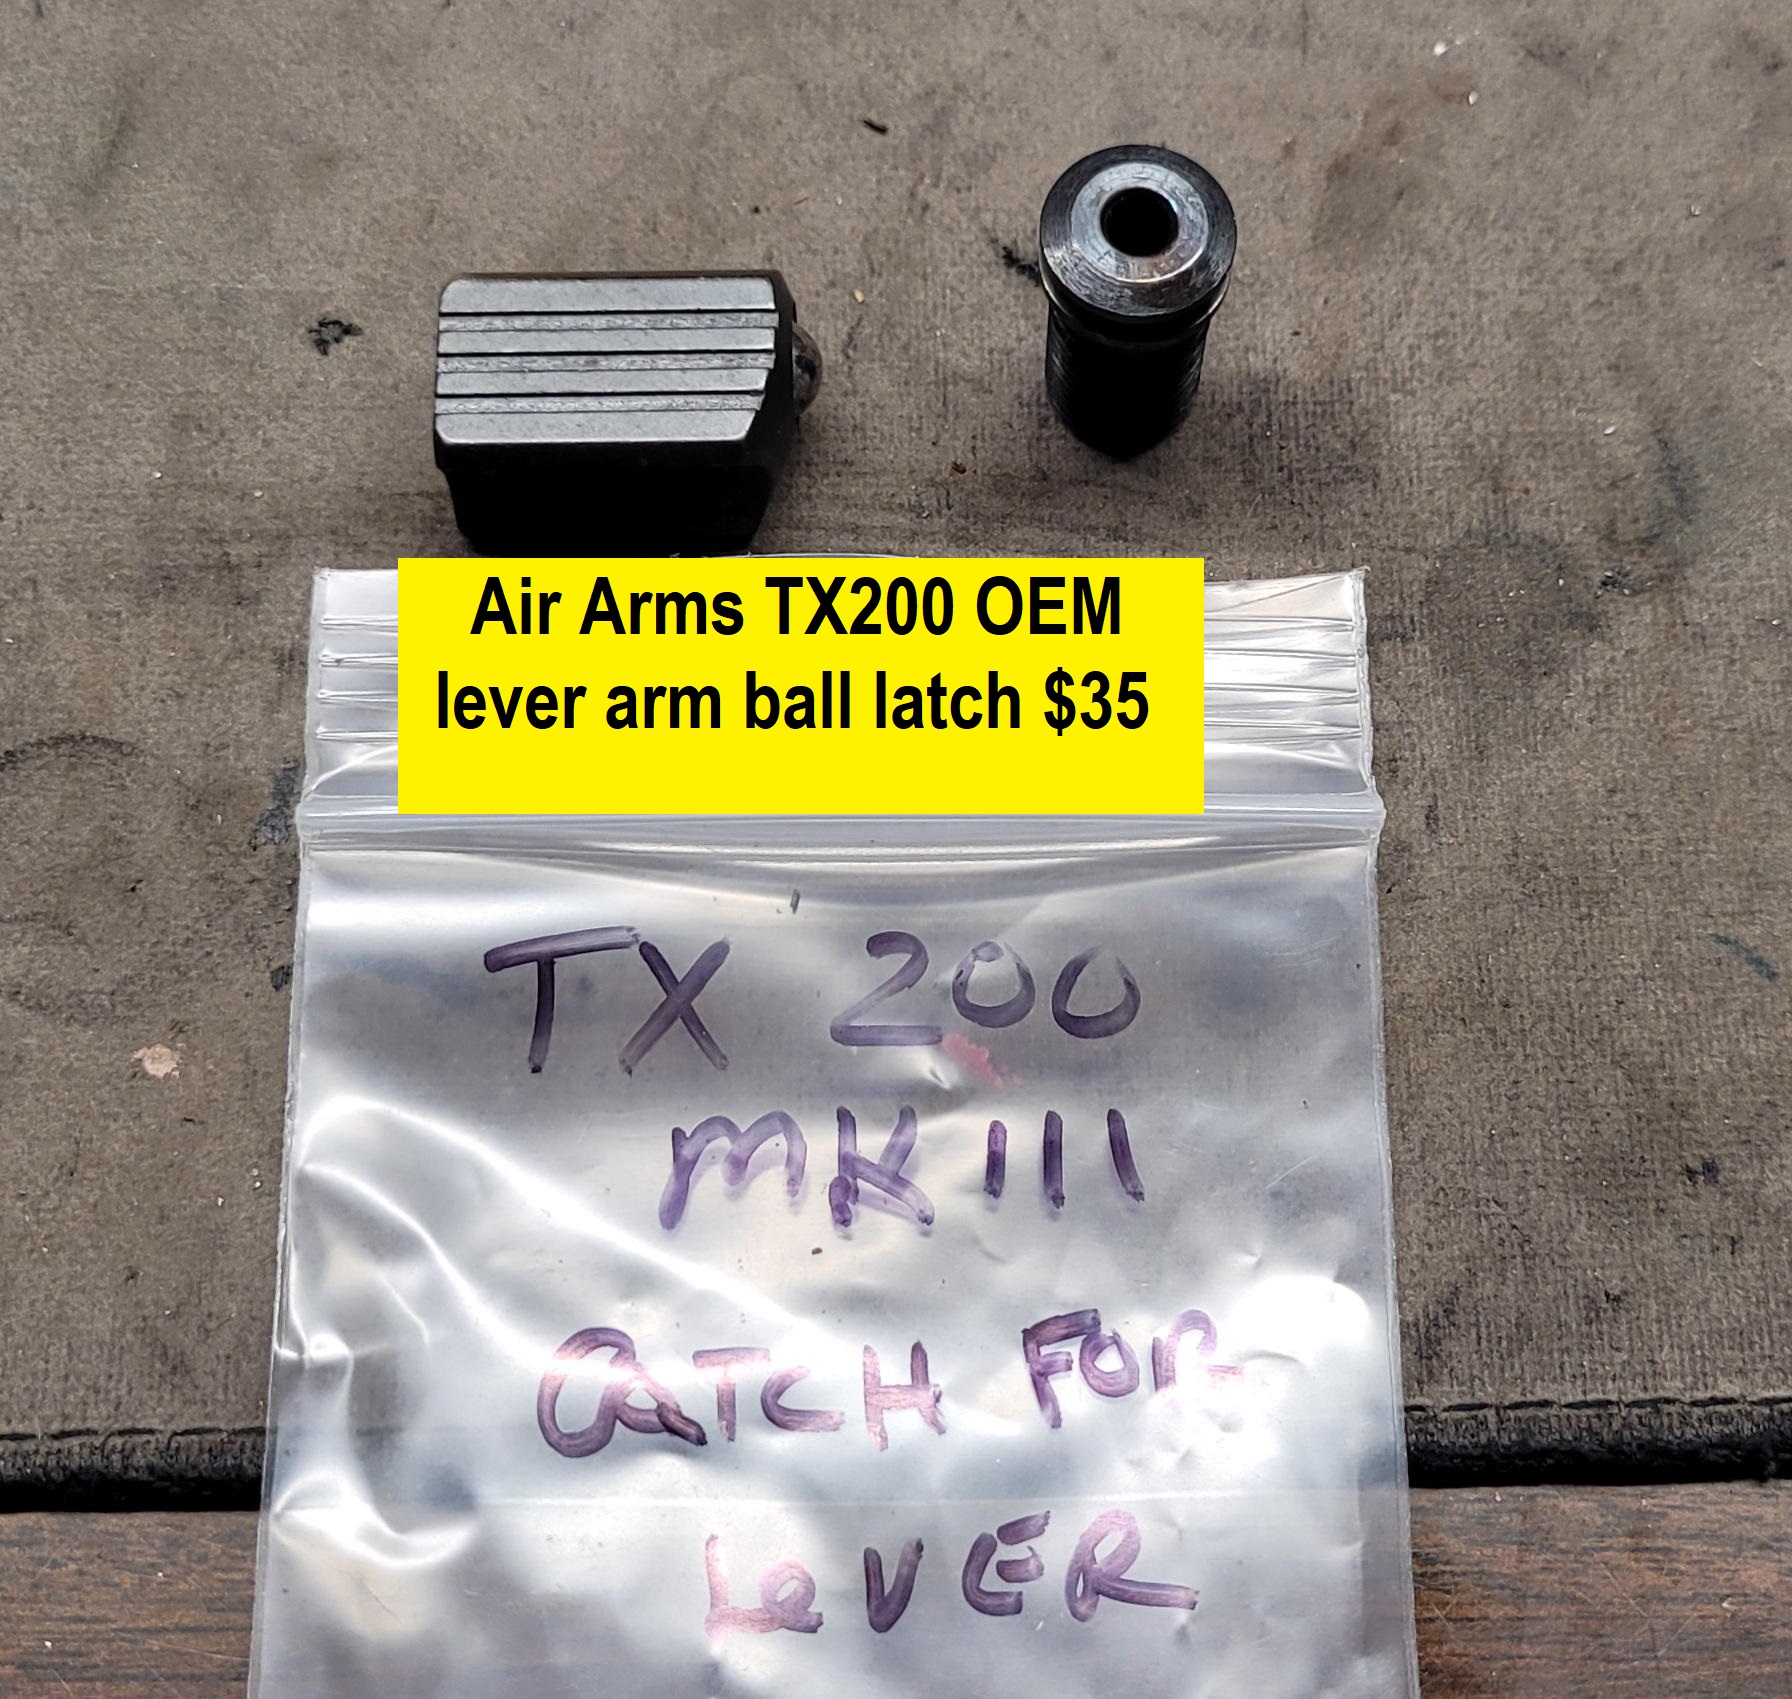 Air Arms TX200 OEM
lever arm ball latch $35
TX 200
mK III
CATCH FOR
LeVER